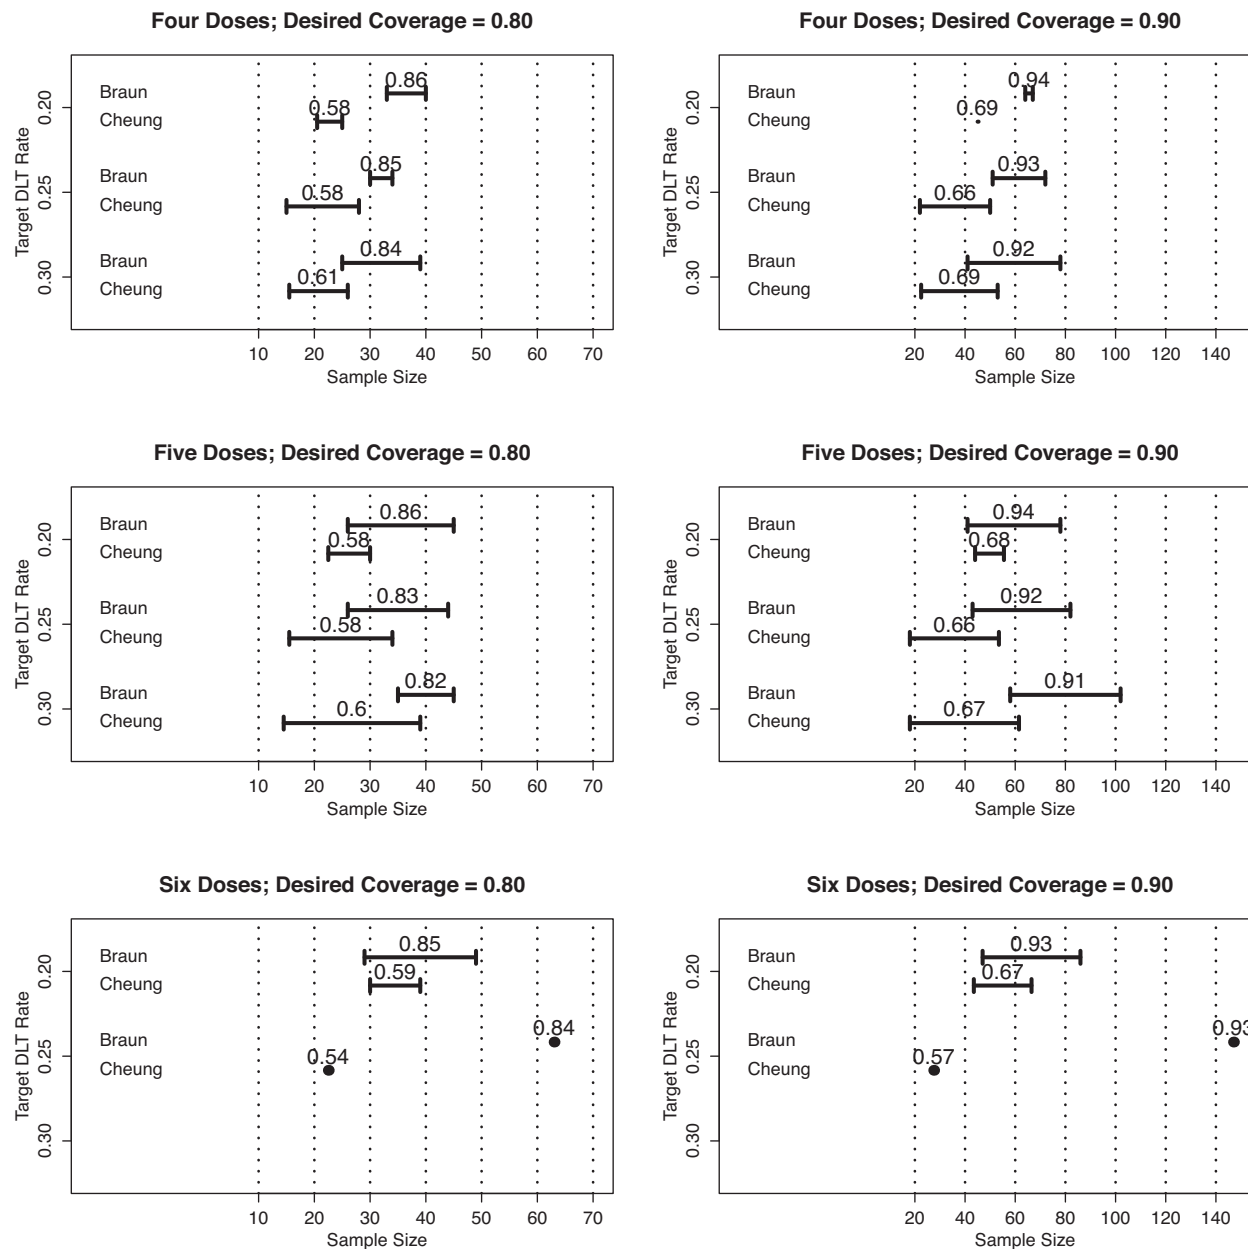 Four Doses; Desired Coverage = 0.80
Target DLT Rate
0.20
0.25
0.30
Braun
0.86
Cheung
0.58
Braun
0.85
Cheung
0.58
Braun
0.84
Cheung
0.61
10 20 30 40 50 60 70
Sample Size
Four Doses; Desired Coverage = 0.90
Target DLT Rate
0.20
0.25
0.30
Braun
0.94
Cheung
0.69
Braun
0.93
Cheung
0.66
Braun
0.92
Cheung
0.69
20 40 60 80 100 120 140
Sample Size
Five Doses; Desired Coverage = 0.80
Target DLT Rate
0.20
0.25
0.30
Braun
0.86
Cheung
0.58
Braun
0.83
Cheung
0.58
Braun
0.82
Cheung
0.6
10 20 30 40 50 60 70
Sample Size
Five Doses; Desired Coverage = 0.90
Target DLT Rate
0.20
0.25
0.30
Braun
0.94
Cheung
0.68
Braun
0.92
Cheung
0.66
Braun
0.91
Cheung
0.67
20 40 60 80 100 120 140
Sample Size
Six Doses; Desired Coverage = 0.80
Target DLT Rate
0.20
0.25
0.30
Braun
0.85
Cheung
0.59
Braun
0.84
Cheung
0.54
10 20 30 40 50 60 70
Sample Size
Six Doses; Desired Coverage = 0.90
Target DLT Rate
0.20
0.25
0.30
Braun
0.93
Cheung
0.67
Braun
0.93
Cheung
0.57
20 40 60 80 100 120 140
Sample Size